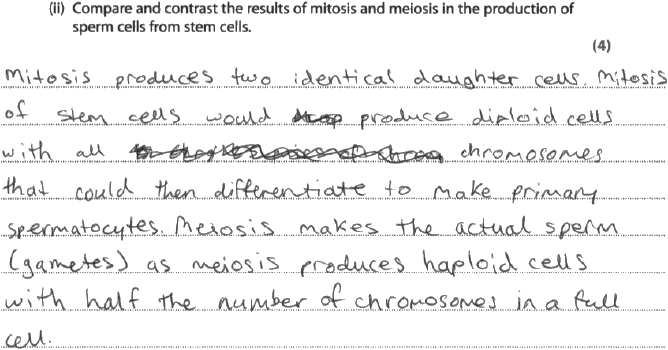 (ii) Compare and contrast the results of mitosis and meiosis in the production of
sperm cells from stem cells.
(4)
Mitosis produces two identical daughter cells. Mitosis
of stem cells would produce diploid cells
with all chromosomes
that could then differentiate to make primary
spermatocytes. Meiosis makes the actual sperm
(gametes) as meiosis produces haploid cells
with half the number of chromosomes in a full
cell.